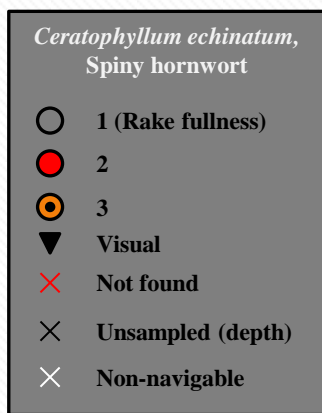 Ceratophyllum echinatum,
Spiny hornwort
1 (Rake fullness)
2
3
Visual
Not found
Unsampled (depth)
Non-navigable